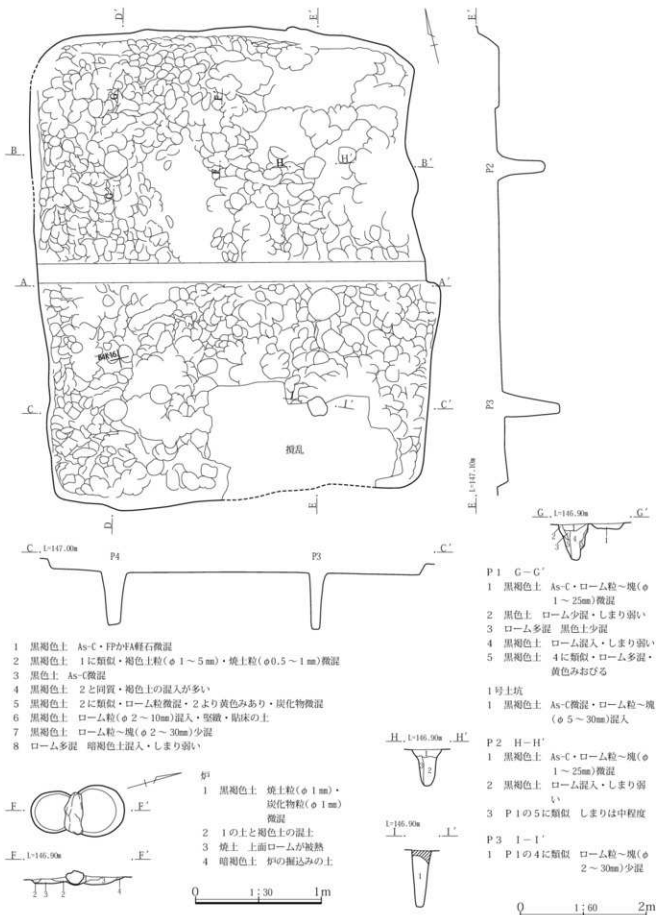 D'
E'
E'
G
F
B
H
H'
B'
F'
G'
P2
A
A'
C
I
I'
C'
P3
撹乱
D
E
E L=147.10m
C L=147.00m
P4
P3
C'
G L=146.90m G'
2
3
4
1
P1 G－G'
1 黒褐色土 As-C・ローム粒～塊(φ
1～25㎜)微混
2 黒色土 ローム少混・しまり弱い
3 ローム多混 黒色土少混
4 黒褐色土 ローム混入・しまり弱い
5 黒褐色土 4に類似・ローム多混・
黄色みおびる
1号土坑
1 黒褐色土 As-C微混・ローム粒～塊
(φ5～30㎜)混入
1 黒褐色土 As-C・FPかFA軽石微混
2 黒褐色土 1に類似・褐色土粒(φ1～5㎜)・焼土粒(φ0.5～1㎜)微混
3 黒色土 As-C微混
4 黒褐色土 2と同質・褐色土の混入が多い
5 黒褐色土 2に類似・ローム粒微混・2より黄色みあり・炭化物微混
6 黒褐色土 ローム粒(φ2～10㎜)混入・堅緻・貼床の土
7 黒褐色土 ローム粒～塊(φ2～30㎜)少混
8 ローム多混 暗褐色土混入・しまり弱い
H L=146.90m H'
1
2
P2 H－H'
1 黒褐色土 As-C・ローム粒～塊(φ
1～25㎜)微混
2 黒褐色土 ローム混入・しまり弱
い
3 P1の5に類似 しまりは中程度
L=146.90m
I I'
1
P3 I－I'
1 P1の4に類似 ローム粒～塊(φ
2～30㎜)少混
炉
1 黒褐色土 焼土粒(φ1㎜)・
炭化物粒(φ1㎜)
微混
2 1の土と褐色土の混土
3 焼土 上面ロームが被熱
4 暗褐色土 炉の掘込みの土
F F'
F L=146.90m F'
2 3 2 4
0 1:30 1m
0 1:60 2m